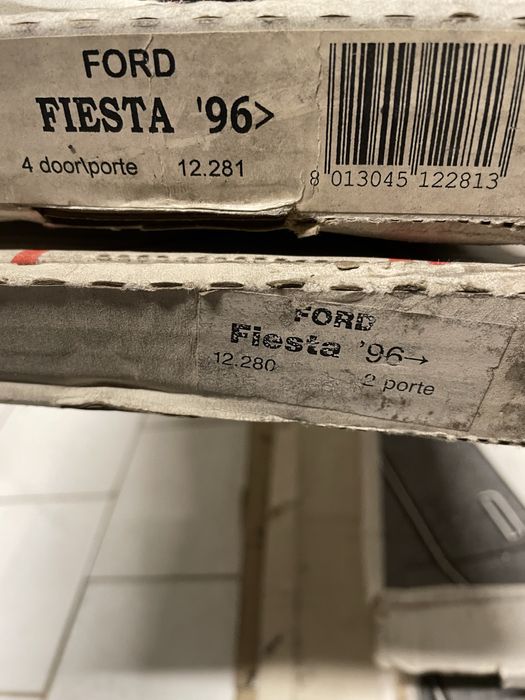 FORD
FIESTA '96>
4 door\porte 12.281
8 013045 122813
FORD
Fiesta '96→
12.280 2 porte